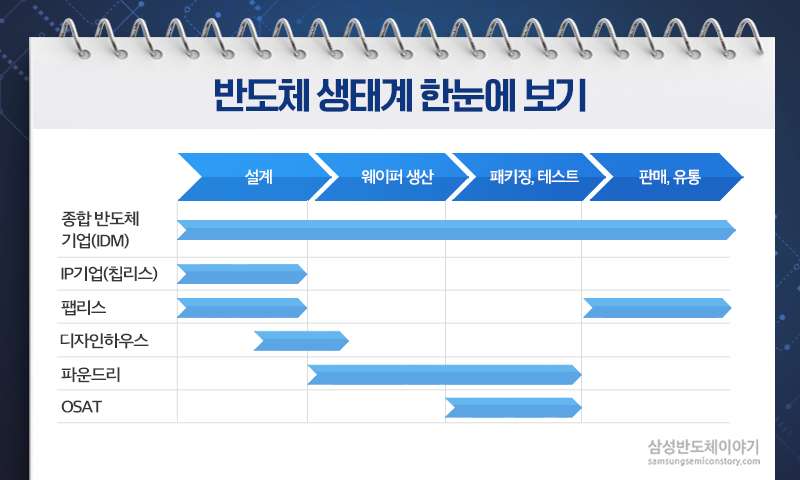 반도체 생태계 한눈에 보기
설계
웨이퍼 생산
패키징, 테스트
판매, 유통
종합 반도체
기업(IDM)
IP기업(칩리스)
팹리스
디자인하우스
파운드리
OSAT
삼성반도체이야기
samsungsemiconstory.com